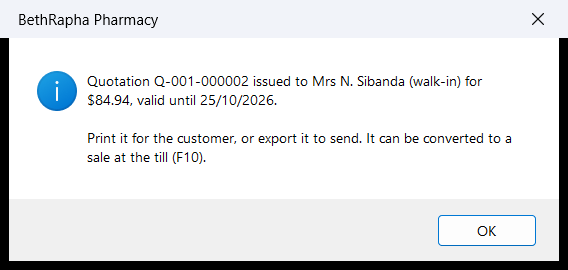 BethRapha Pharmacy
Quotation Q-001-000002 issued to Mrs N. Sibanda (walk-in) for
$84.94, valid until 25/10/2026.
Print it for the customer, or export it to send. It can be converted to a
sale at the till (F10).
OK